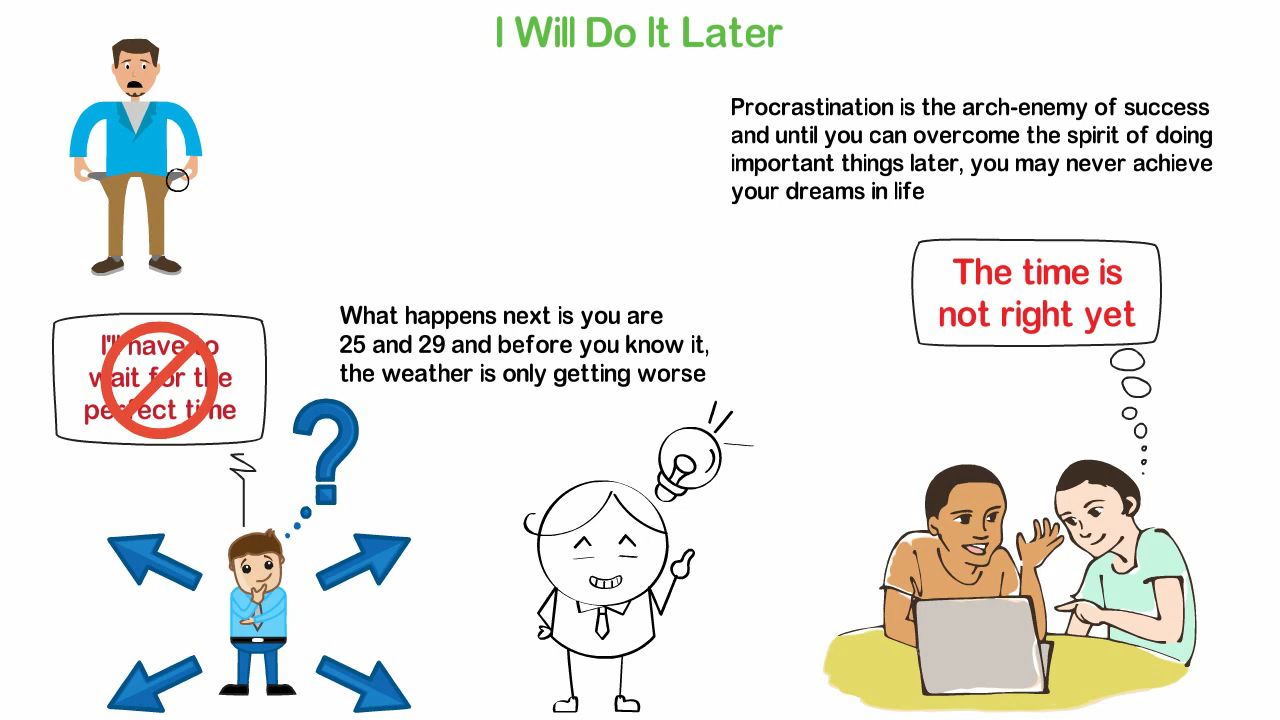 I Will Do It Later
Procrastination is the arch-enemy of success
and until you can overcome the spirit of doing
important things later, you may never achieve
your dreams in life
The time is
not right yet
What happens next is you are
25 and 29 and before you know it,
the weather is only getting worse
I'll have to
wait for the
perfect time
?